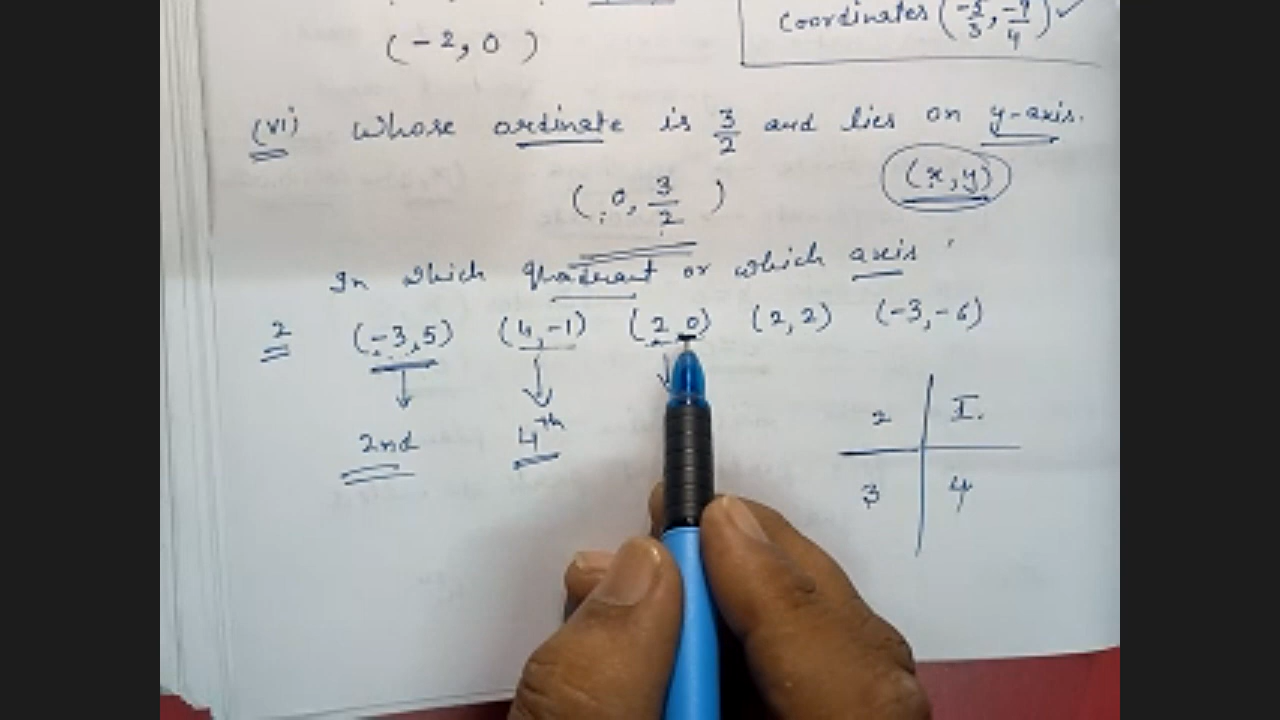 Coordinates (-5/3, -9/4)
(-2, 0)
(vi) whose ordinate is 3/2 and lies on y-axis.
(x, y)
(0, 3/2)
In which quadrant or which axis
2 (-3, 5) (4, -1) (2, 0) (2, 2) (-3, -6)
2nd 4th
2 I.
3 4